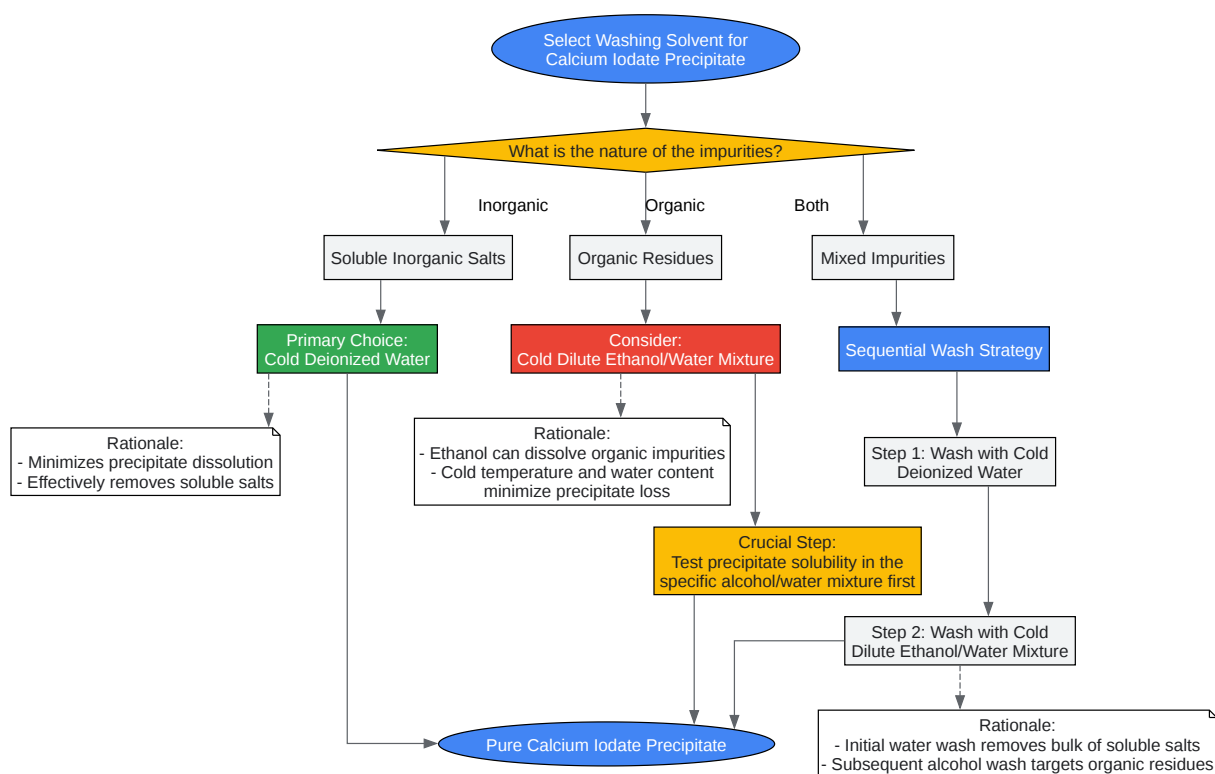 Select Washing Solvent for
Calcium Iodate Precipitate
What is the nature of the impurities?
Inorganic
Organic
Both
Soluble Inorganic Salts
Organic Residues
Mixed Impurities
Primary Choice:
Cold Deionized Water
Consider:
Cold Dilute Ethanol/Water Mixture
Sequential Wash Strategy
Rationale:
- Minimizes precipitate dissolution
- Effectively removes soluble salts
Rationale:
- Ethanol can dissolve organic impurities
- Cold temperature and water content
minimize precipitate loss
Step 1: Wash with Cold
Deionized Water
Crucial Step:
Test precipitate solubility in the
specific alcohol/water mixture first
Step 2: Wash with Cold
Dilute Ethanol/Water Mixture
Pure Calcium Iodate Precipitate
Rationale:
- Initial water wash removes bulk of soluble salts
- Subsequent alcohol wash targets organic residues